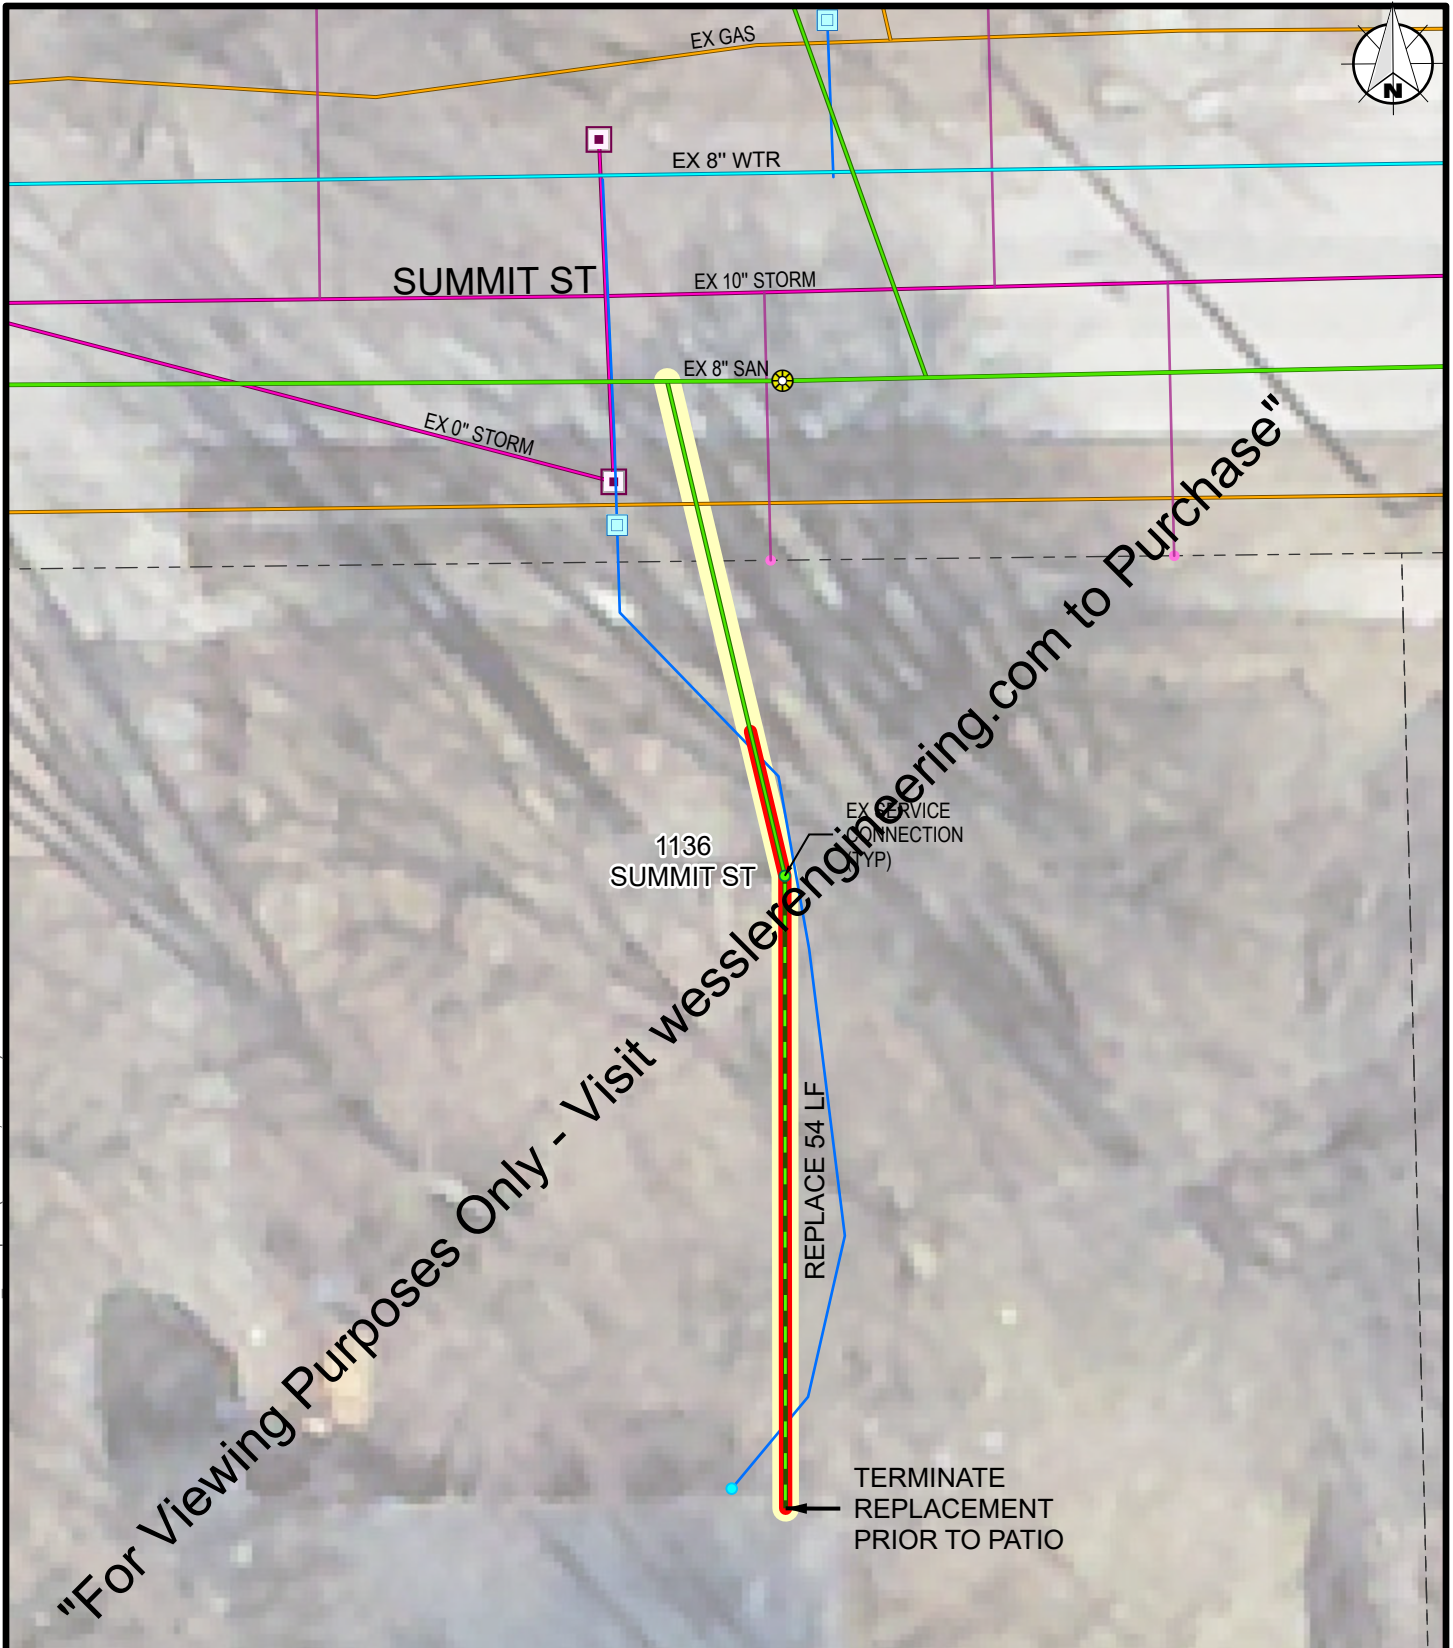 EX GAS
N
EX 8" WTR
SUMMIT ST
EX 10" STORM
EX 8" SAN
EX 0" STORM
EX SERVICE
CONNECTION
(TYP)
1136
SUMMIT ST
REPLACE 54 LF
TERMINATE
REPLACEMENT
PRIOR TO PATIO
"For Viewing Purposes Only - Visit wesslerengineering.com to Purchase"